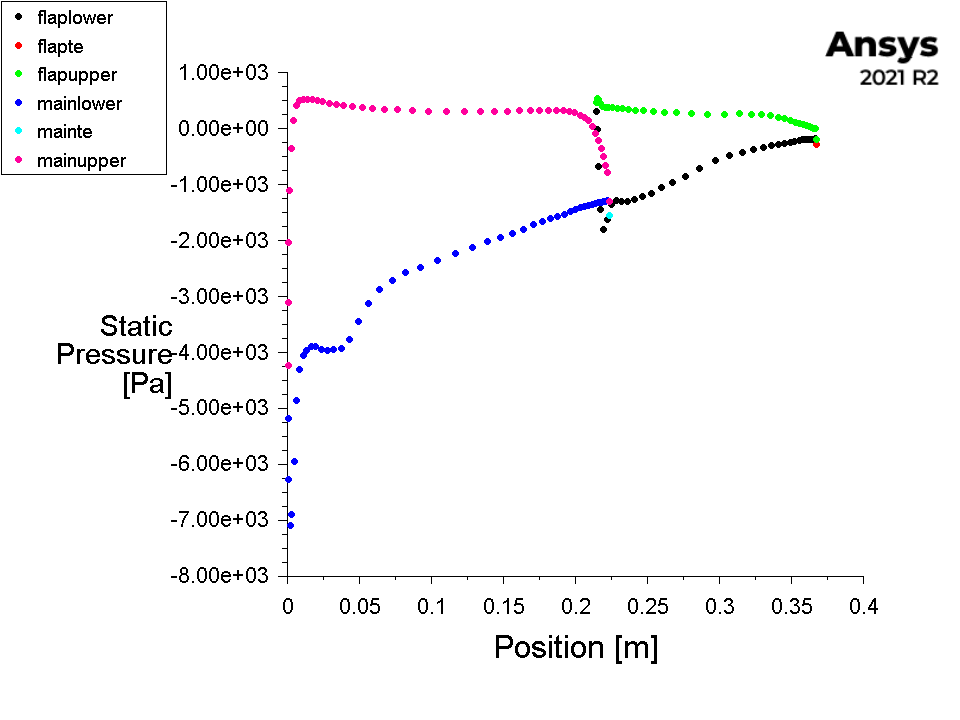 flaplower
flapte
flapupper
mainlower
mainte
mainupper
Ansys
2021 R2
1.00e+03
0.00e+00
-1.00e+03
-2.00e+03
-3.00e+03
-4.00e+03
-5.00e+03
-6.00e+03
-7.00e+03
-8.00e+03
Static
Pressure
[Pa]
0 0.05 0.1 0.15 0.2 0.25 0.3 0.35 0.4
Position [m]